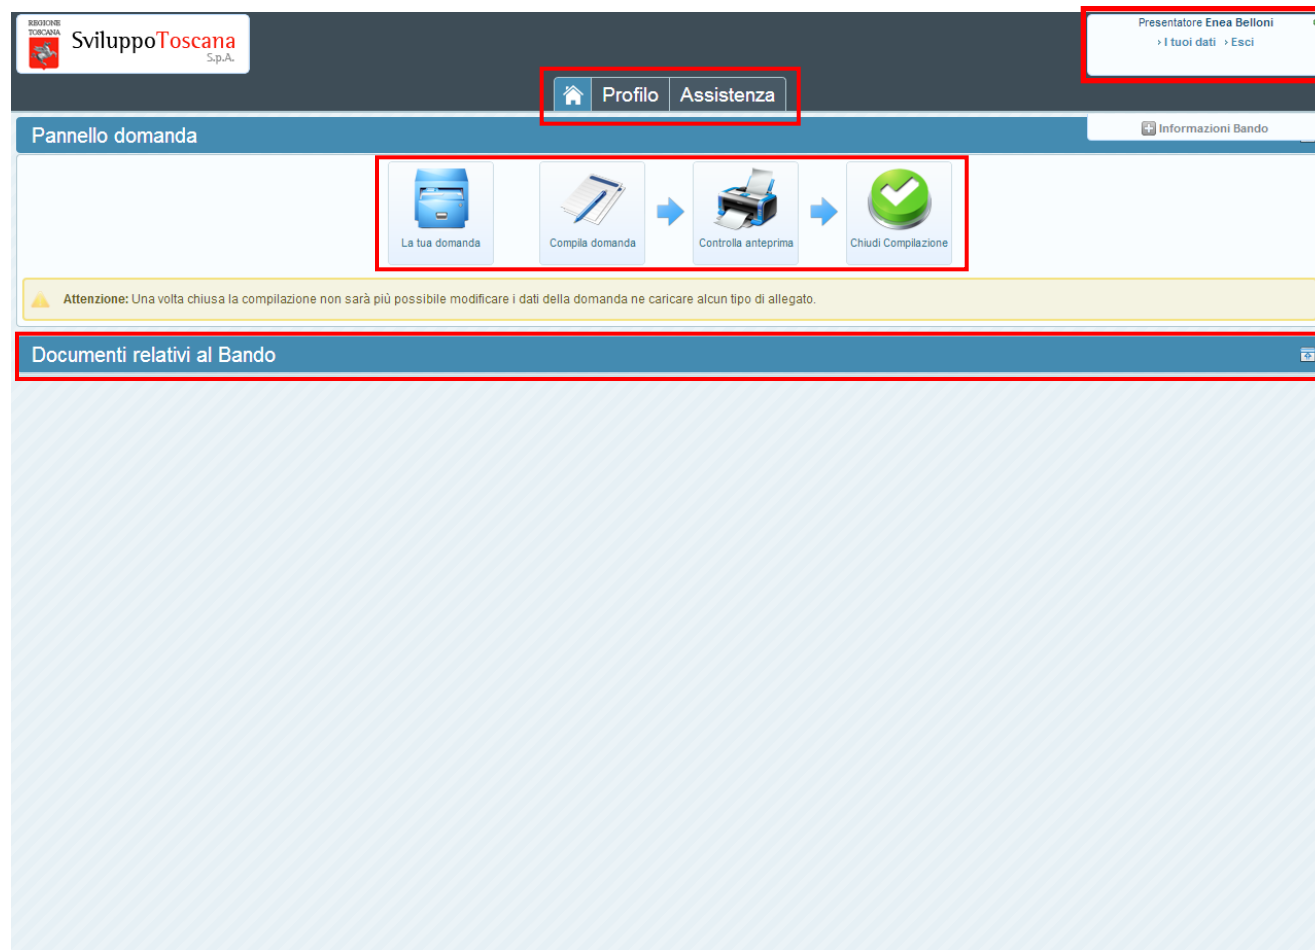 REGIONE
TOSCANA
SviluppoToscana
S.p.A.
Presentatore Enea Belloni
› I tuoi dati › Esci
Profilo Assistenza
Pannello domanda
Informazioni Bando
La tua domanda
Compila domanda
Controlla anteprima
Chiudi Compilazione
Attenzione: Una volta chiusa la compilazione non sarà più possibile modificare i dati della domanda ne caricare alcun tipo di allegato.
Documenti relativi al Bando